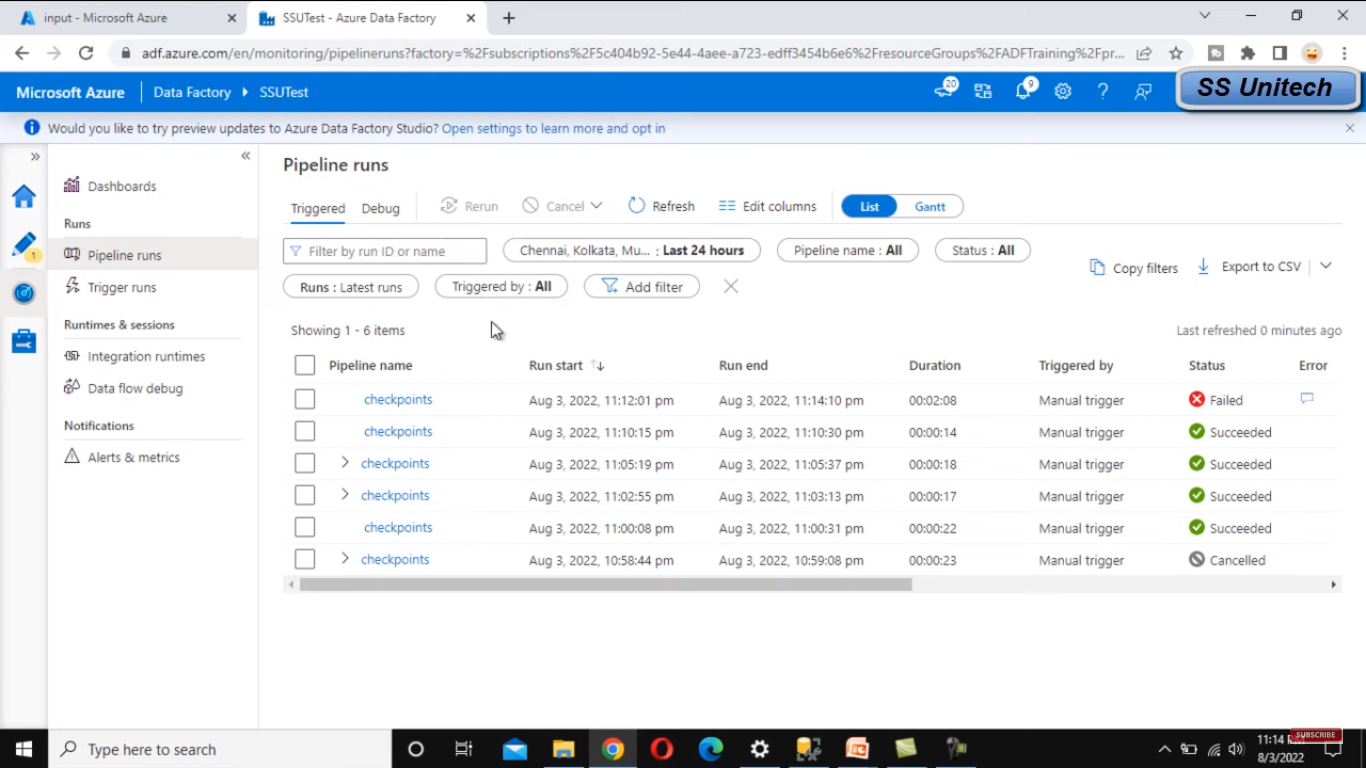 input - Microsoft Azure
SSUTest - Azure Data Factory
adf.azure.com/en/monitoring/pipelineruns?factory=%2Fsubscriptions%2F5c404b92-5e44-4aee-a723-edff3454b6e6%2FresourceGroups%2FADFTraining%2Fpr...
Microsoft Azure
Data Factory
SSUTest
20
9
SS Unitech
Would you like to try preview updates to Azure Data Factory Studio? Open settings to learn more and opt in
1
Dashboards
Runs
Pipeline runs
Trigger runs
Runtimes & sessions
Integration runtimes
Data flow debug
Notifications
Alerts & metrics
Pipeline runs
Triggered Debug Rerun Cancel Refresh Edit columns List Gantt
Filter by run ID or name Chennai, Kolkata, Mu... : Last 24 hours Pipeline name : All Status : All
Copy filters Export to CSV
Runs : Latest runs Triggered by : All Add filter
Showing 1 - 6 items Last refreshed 0 minutes ago
Pipeline name Run start Run end Duration Triggered by Status Error
checkpoints Aug 3, 2022, 11:12:01 pm Aug 3, 2022, 11:14:10 pm 00:02:08 Manual trigger Failed
checkpoints Aug 3, 2022, 11:10:15 pm Aug 3, 2022, 11:10:30 pm 00:00:14 Manual trigger Succeeded
checkpoints Aug 3, 2022, 11:05:19 pm Aug 3, 2022, 11:05:37 pm 00:00:18 Manual trigger Succeeded
checkpoints Aug 3, 2022, 11:02:55 pm Aug 3, 2022, 11:03:13 pm 00:00:17 Manual trigger Succeeded
checkpoints Aug 3, 2022, 11:00:08 pm Aug 3, 2022, 11:00:31 pm 00:00:22 Manual trigger Succeeded
checkpoints Aug 3, 2022, 10:58:44 pm Aug 3, 2022, 10:59:08 pm 00:00:23 Manual trigger Cancelled
Type here to search
11:14
SUBSCRIBE
8/3/2022